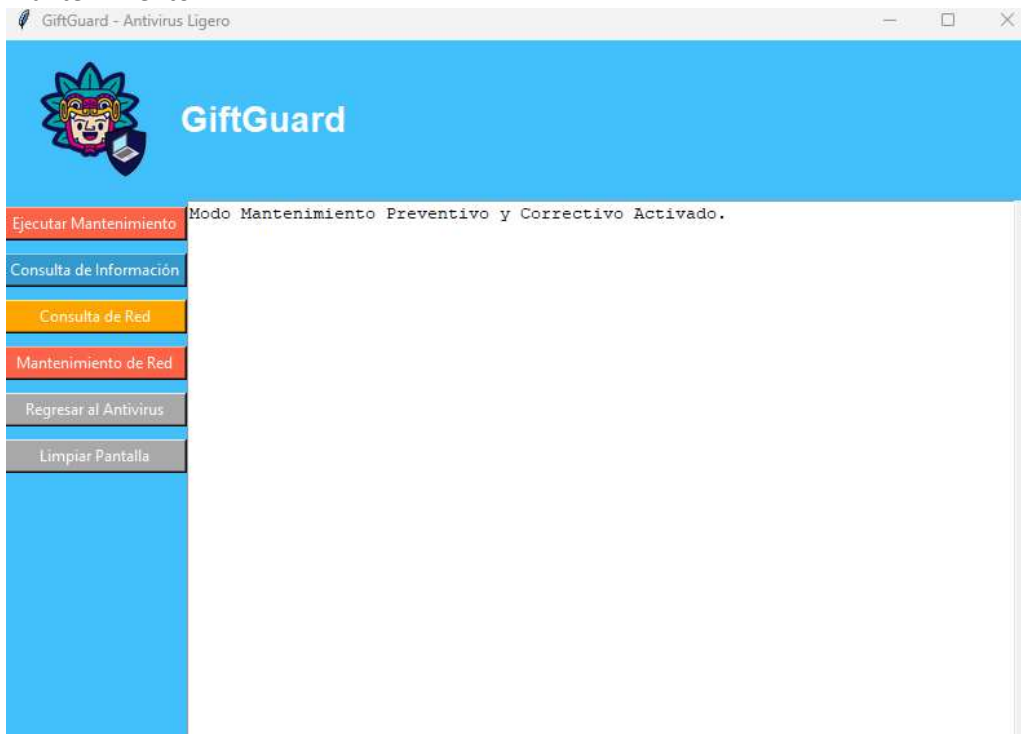 GiftGuard - Antivirus Ligero
GiftGuard
Ejecutar Mantenimiento
Modo Mantenimiento Preventivo y Correctivo Activado.
Consulta de Información
Consulta de Red
Mantenimiento de Red
Regresar al Antivirus
Limpiar Pantalla